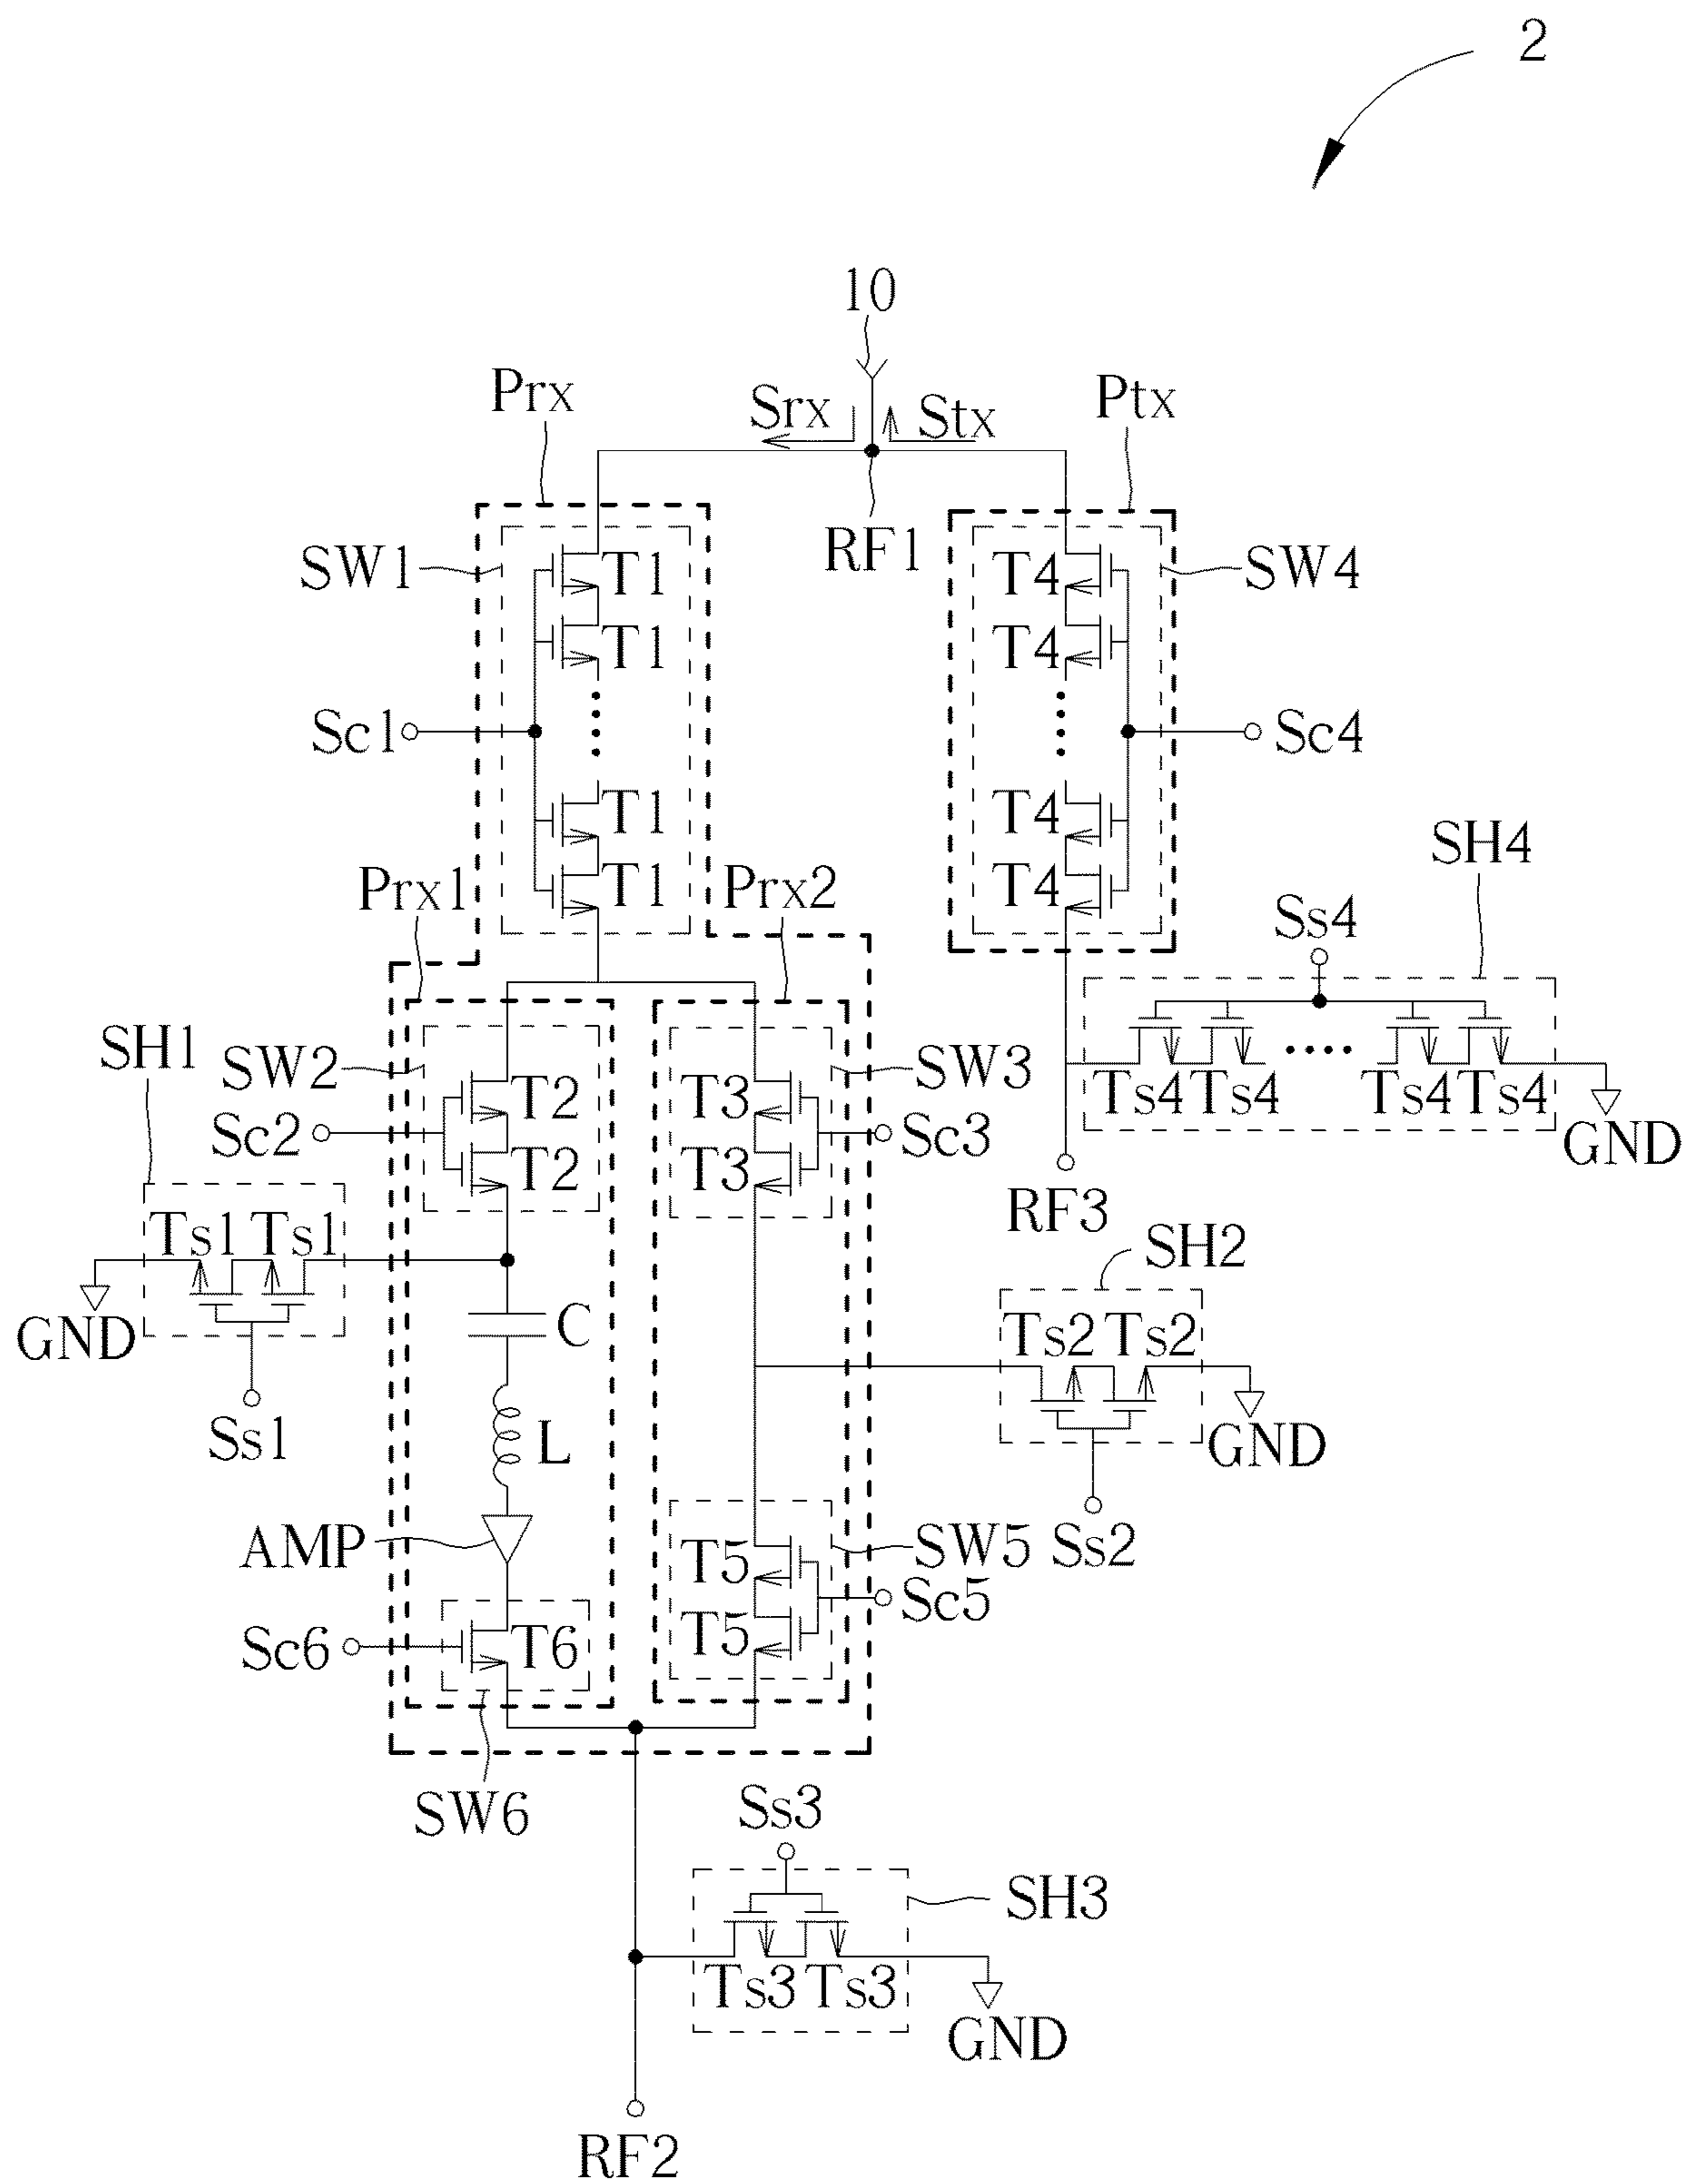 2
10
Prx
Srx
Stx
Ptx
RF1
SW1
T1
T4
SW4
T1
T4
Sc1
Sc4
T1
T4
SH4
Prx1
T1
Prx2
T4
Ss4
SH1
SW2
T2
T3
SW3
Ts4 Ts4
Ts4 Ts4
Sc2
Sc3
GND
T2
T3
RF3
Ts1 Ts1
SH2
GND
C
Ts2 Ts2
Ss1
L
GND
AMP
T5
SW5
Ss2
Sc5
Sc6
T6
T5
SW6
Ss3
SH3
Ts3 Ts3
GND
RF2